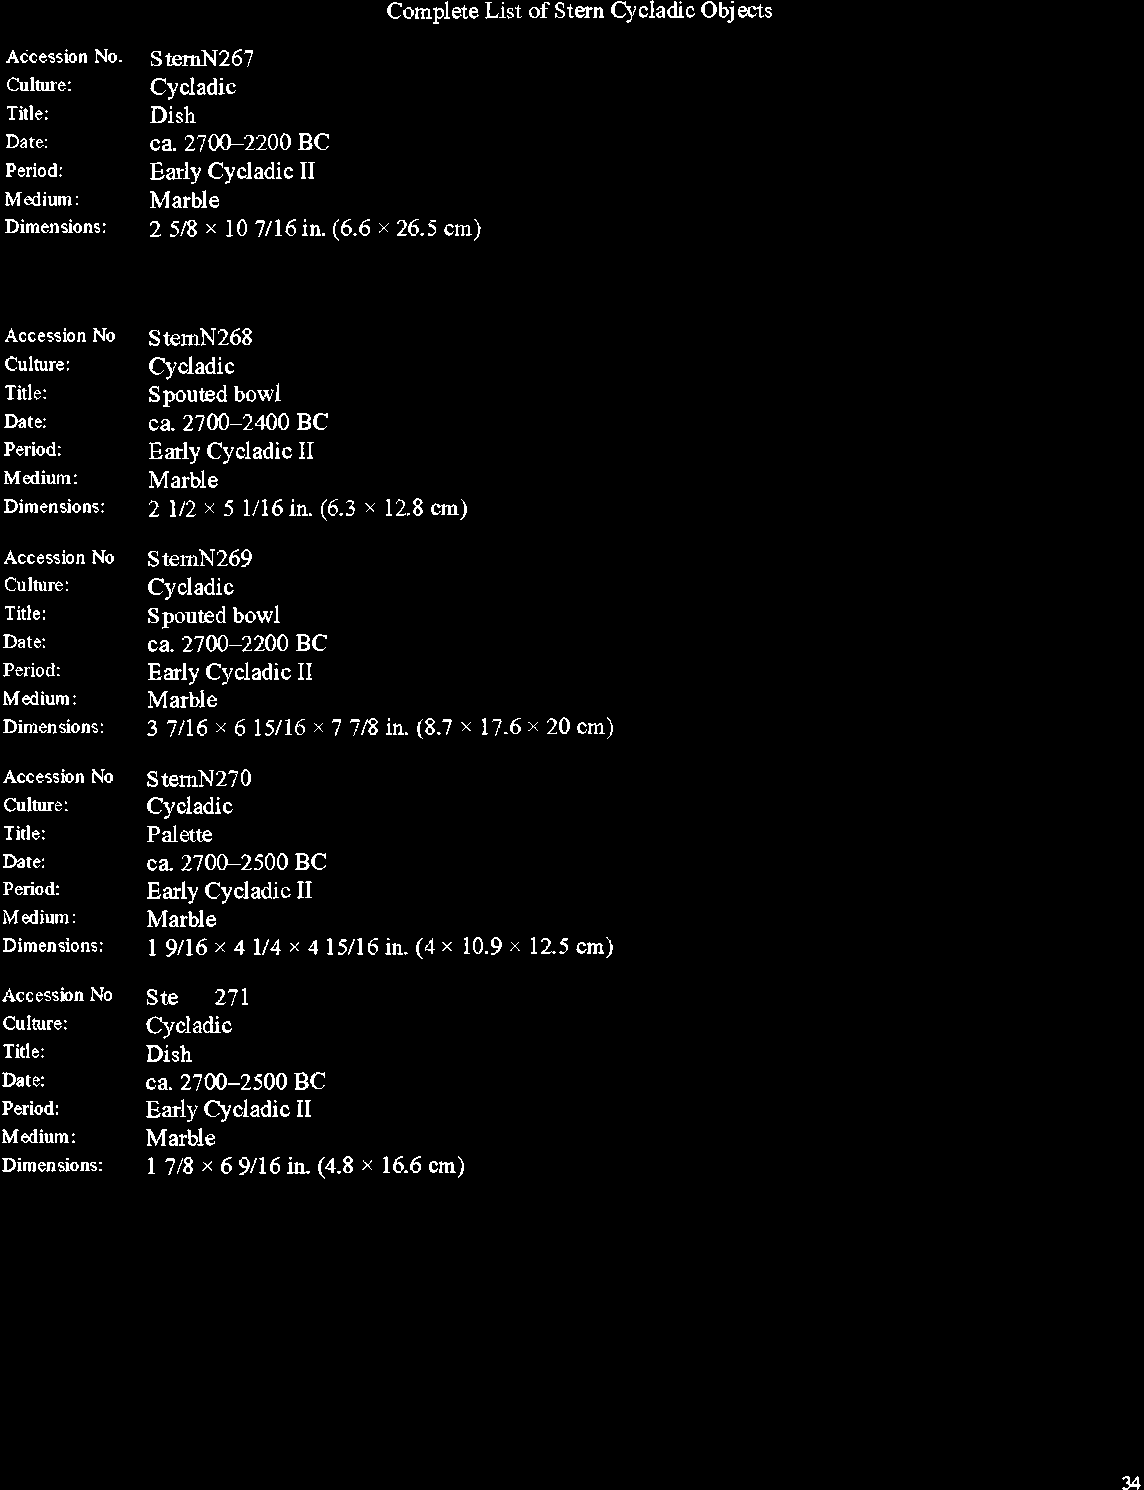 Complete List of Stern Cycladic Objects
Accession No. SternN267
Culture: Cycladic
Title: Dish
Date: ca. 2700–2200 BC
Period: Early Cycladic II
Medium: Marble
Dimensions: 2 5/8 × 10 7/16 in. (6.6 × 26.5 cm)
Accession No SternN268
Culture: Cycladic
Title: Spouted bowl
Date: ca. 2700–2400 BC
Period: Early Cycladic II
Medium: Marble
Dimensions: 2 1/2 × 5 1/16 in. (6.3 × 12.8 cm)
Accession No SternN269
Culture: Cycladic
Title: Spouted bowl
Date: ca. 2700–2200 BC
Period: Early Cycladic II
Medium: Marble
Dimensions: 3 7/16 × 6 15/16 × 7 7/8 in. (8.7 × 17.6 × 20 cm)
Accession No SternN270
Culture: Cycladic
Title: Palette
Date: ca. 2700–2500 BC
Period: Early Cycladic II
Medium: Marble
Dimensions: 1 9/16 × 4 1/4 × 4 15/16 in. (4 × 10.9 × 12.5 cm)
Accession No Ste 271
Culture: Cycladic
Title: Dish
Date: ca. 2700–2500 BC
Period: Early Cycladic II
Medium: Marble
Dimensions: 1 7/8 × 6 9/16 in. (4.8 × 16.6 cm)
34